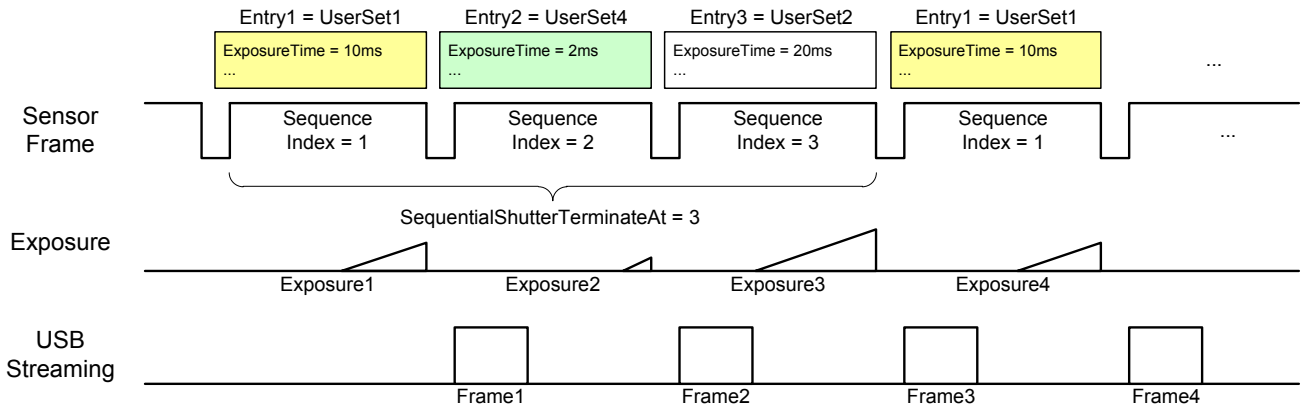 Entry1 = UserSet1 Entry2 = UserSet4 Entry3 = UserSet2 Entry1 = UserSet1
ExposureTime = 10ms ExposureTime = 2ms ExposureTime = 20ms ExposureTime = 10ms
... ... ... ... ...
Sensor Frame
Sequence Index = 1
Sequence Index = 2
Sequence Index = 3
Sequence Index = 1
...
SequentialShutterTerminateAt = 3
Exposure
Exposure1 Exposure2 Exposure3 Exposure4
USB Streaming
Frame1 Frame2 Frame3 Frame4